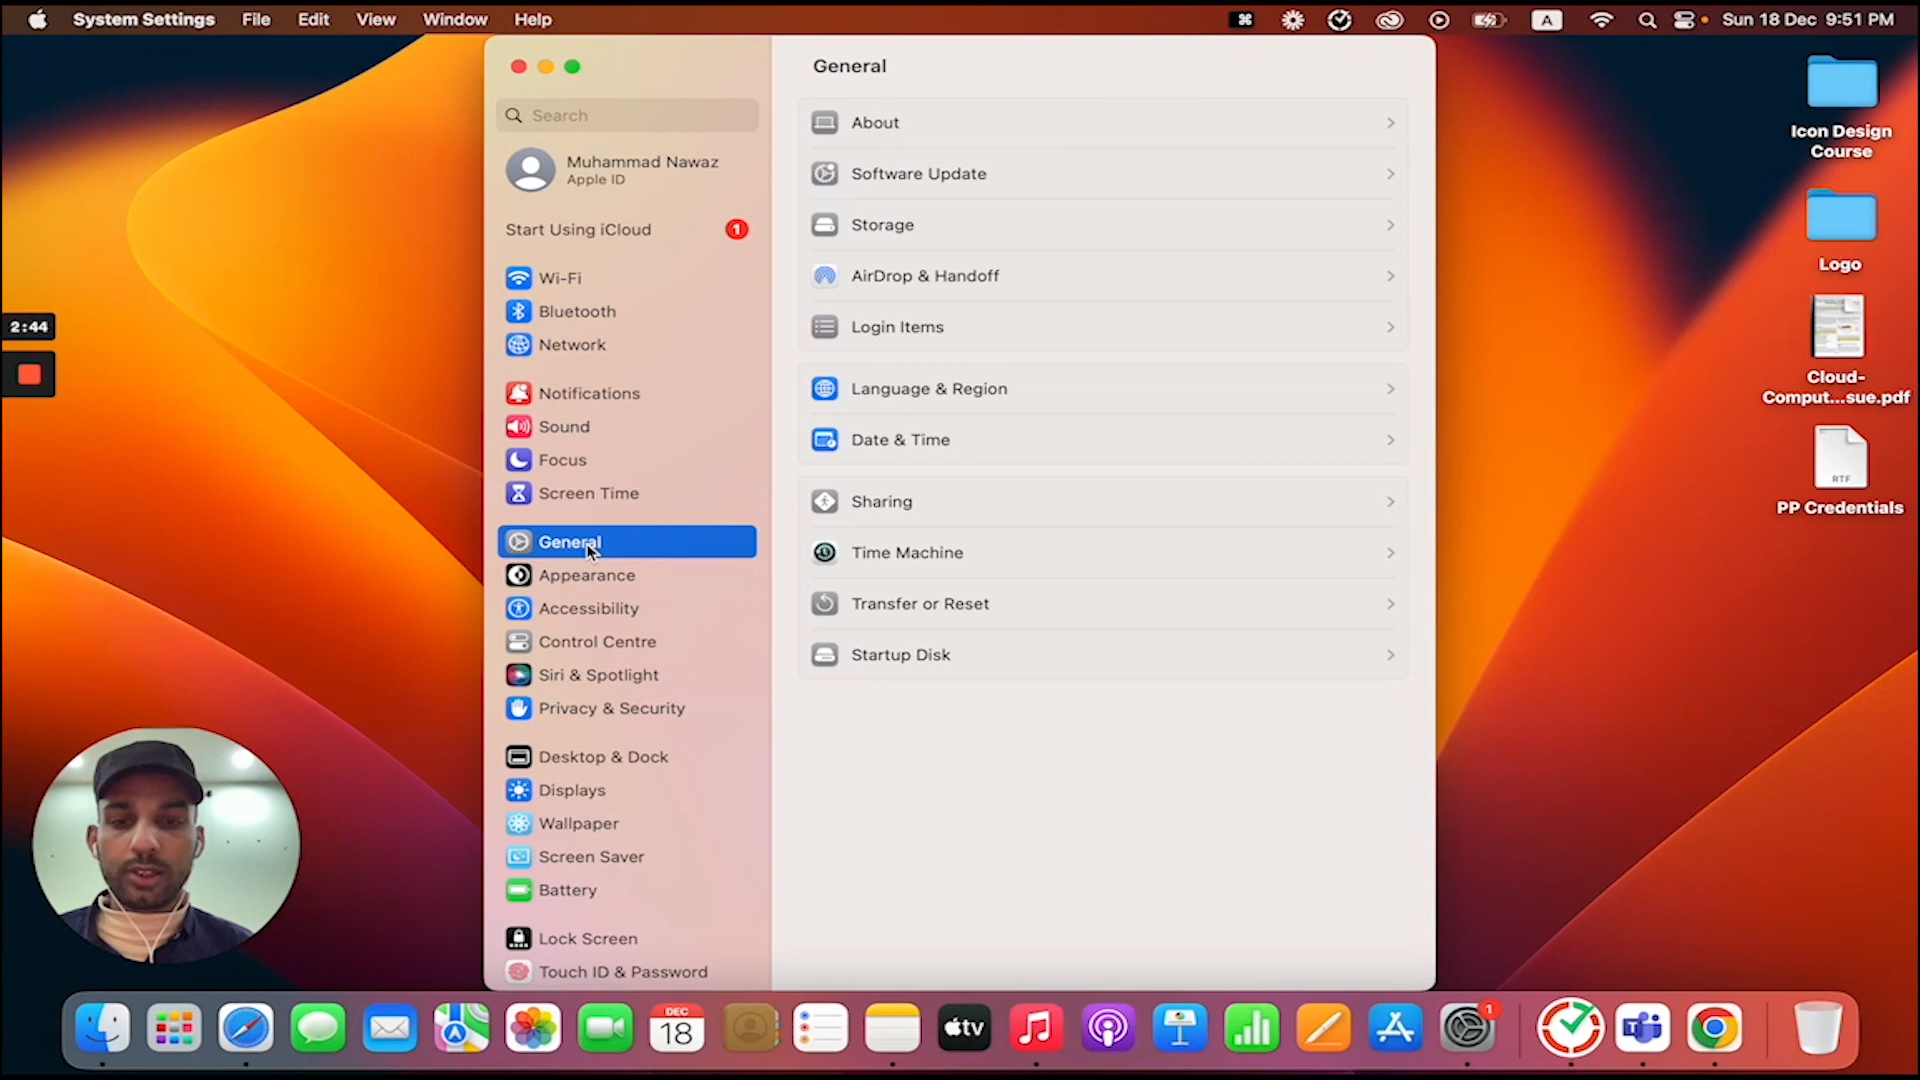 System Settings File Edit View Window Help
A Sun 18 Dec 9:51 PM
General
Search
Muhammad Nawaz
Apple ID
Start Using iCloud 1
Wi-Fi
Bluetooth
Network
Notifications
Sound
Focus
Screen Time
General
Appearance
Accessibility
Control Centre
Siri & Spotlight
Privacy & Security
Desktop & Dock
Displays
Wallpaper
Screen Saver
Battery
Lock Screen
Touch ID & Password
About
Software Update
Storage
AirDrop & Handoff
Login Items
Language & Region
Date & Time
Sharing
Time Machine
Transfer or Reset
Startup Disk
2:44
Icon Design
Course
Logo
Cloud-
Comput...sue.pdf
RTF
PP Credentials
DEC
18
tv
1
T